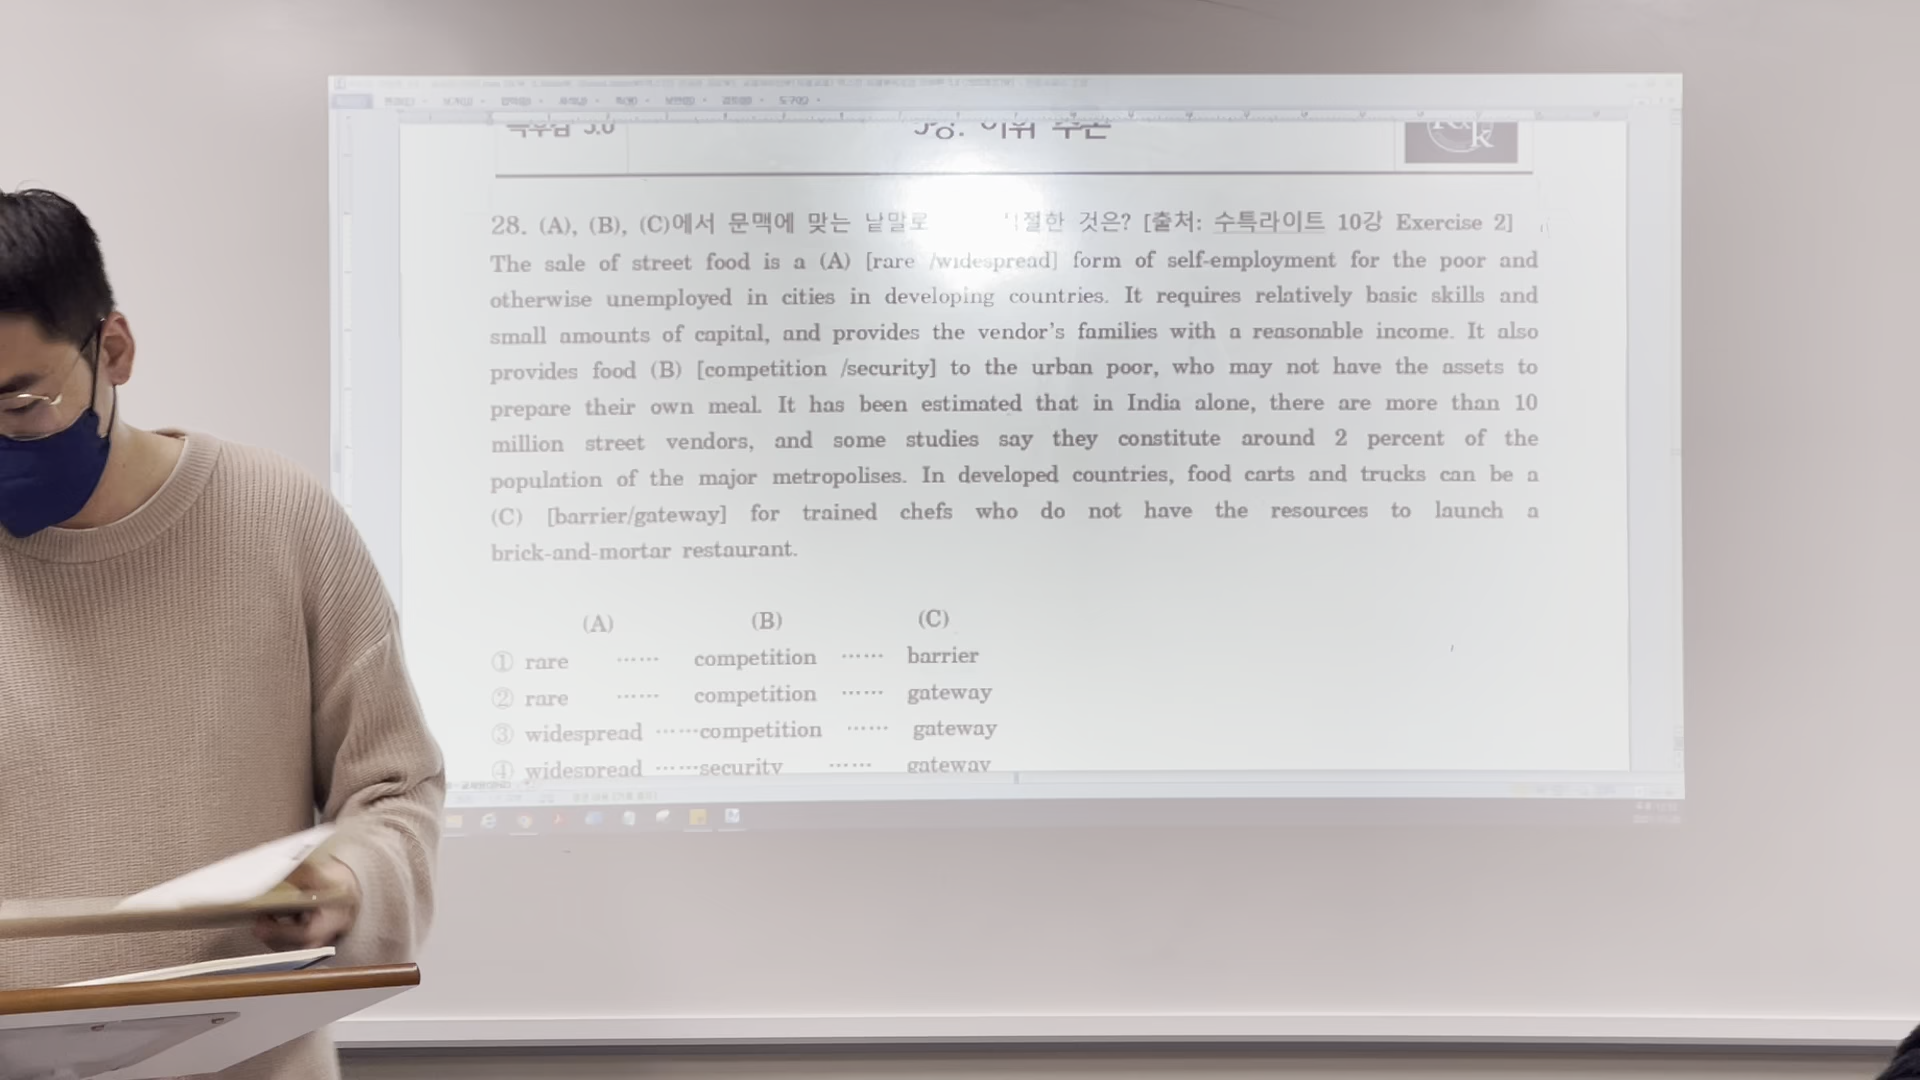 28. (A), (B), (C)에서 문맥에 맞는 낱말로 절한 것은? [출처: 수특라이트 10강 Exercise 2]
The sale of street food is a (A) [rare /widespread] form of self-employment for the poor and
otherwise unemployed in cities in developing countries. It requires relatively basic skills and
small amounts of capital, and provides the vendor's families with a reasonable income. It also
provides food (B) [competition /security] to the urban poor, who may not have the assets to
prepare their own meal. It has been estimated that in India alone, there are more than 10
million street vendors, and some studies say they constitute around 2 percent of the
population of the major metropolises. In developed countries, food carts and trucks can be a
(C) [barrier/gateway] for trained chefs who do not have the resources to launch a
brick-and-mortar restaurant.
(A) (B) (C)
① rare ⋯⋯ competition ⋯⋯ barrier
② rare ⋯⋯ competition ⋯⋯ gateway
③ widespread ⋯⋯competition ⋯⋯ gateway
④ widespread ⋯⋯security ⋯⋯ gateway